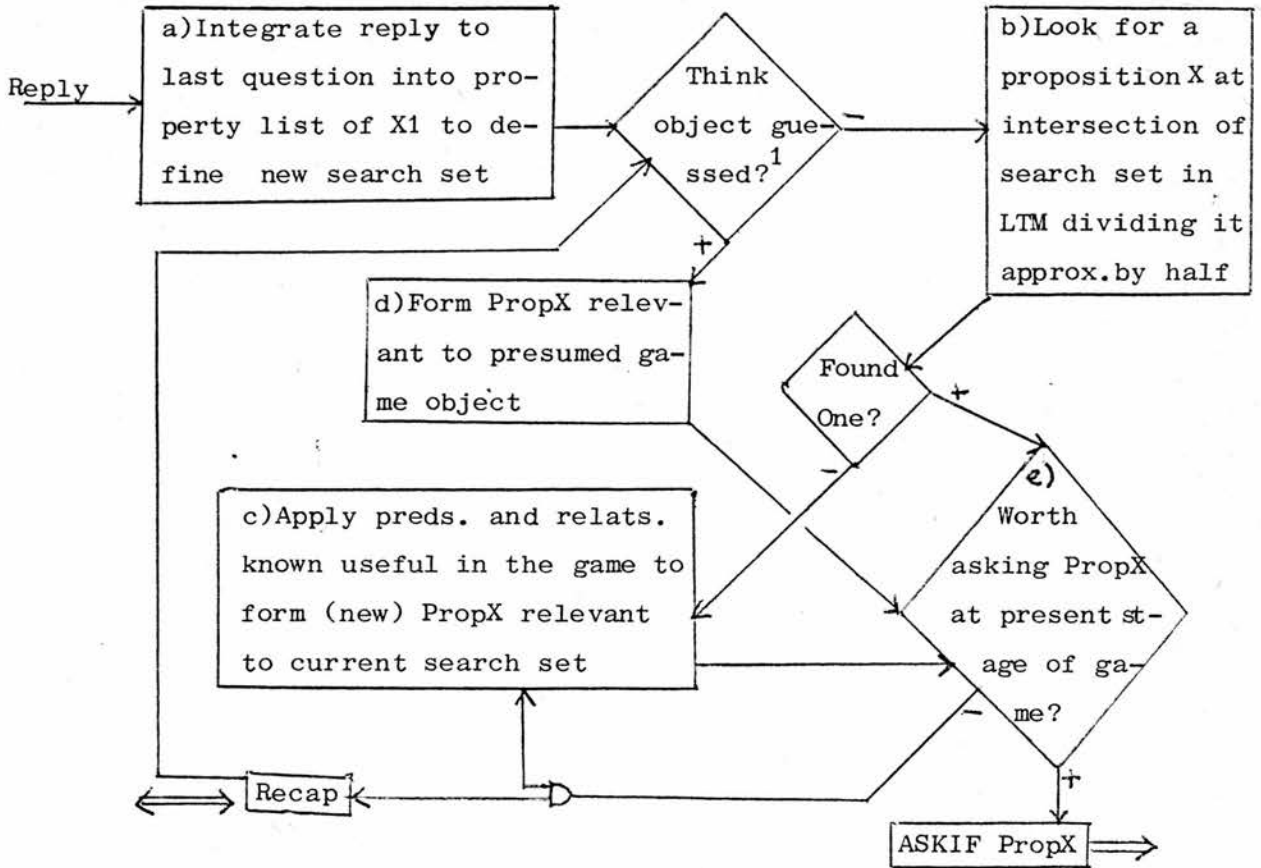 Reply
a)Integrate reply to
last question into pro-
perty list of X1 to de-
fine new search set
Think
object gue-
ssed?1
-
+
b)Look for a
proposition X at
intersection of
search set in
LTM dividing it
approx.by half
d)Form PropX relev-
ant to presumed ga-
me object
Found
One?
+
-
c)Apply preds. and relats.
known useful in the game to
form (new) PropX relevant
to current search set
e)
Worth
asking PropX
at present st-
age of ga-
me?
-
+
Recap
ASKIF PropX